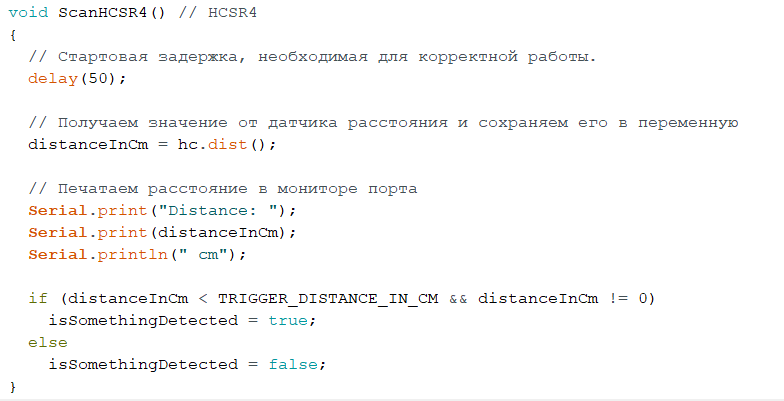 void ScanHCSR4() // HCSR4
{
  // Стартовая задержка, необходимая для корректной работы.
  delay(50);

  // Получаем значение от датчика расстояния и сохраняем его в переменную
  distanceInCm = hc.dist();

  // Печатаем расстояние в мониторе порта
  Serial.print("Distance: ");
  Serial.print(distanceInCm);
  Serial.println(" cm");

  if (distanceInCm < TRIGGER_DISTANCE_IN_CM && distanceInCm != 0)
    isSomethingDetected = true;
  else
    isSomethingDetected = false;
}